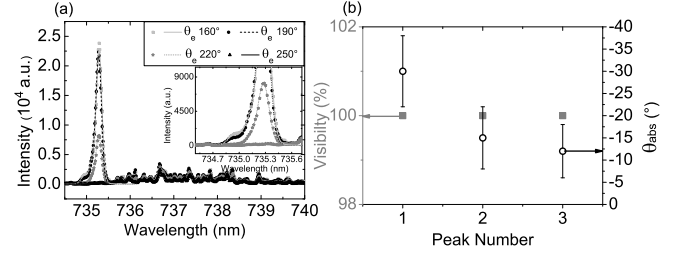 (a)
θe 160° θe 190°
θe 220° θe 250°
Intensity (10⁴ a.u.)
2.5
2.0
1.5
1.0
0.5
0.0
735 736 737 738 739 740
Wavelength (nm)
Intensity (a.u.)
9000
4500
0
734.7 735.0 735.3 735.6
Wavelength (nm)
(b)
Visibilty (%)
102
100
98
1 2 3
Peak Number
-40
-35
-30
-25
-20
-15
-10
-5
0
θabs (°)